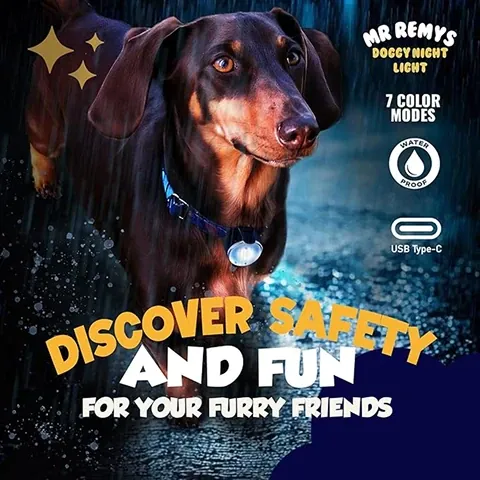 MR REMYS
DOGGY NIGHT
LIGHT
7 COLOR
MODES
WATER
PROOF
USB Type-C
DISCOVER SAFETY
AND FUN
FOR YOUR FURRY FRIENDS